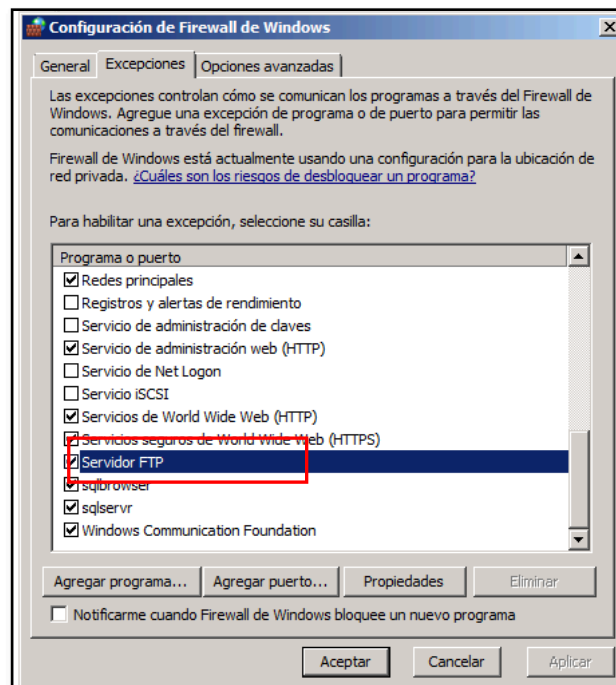 Configuración de Firewall de Windows
General Excepciones Opciones avanzadas
Las excepciones controlan cómo se comunican los programas a través del Firewall de
Windows. Agregue una excepción de programa o de puerto para permitir las
comunicaciones a través del firewall.
Firewall de Windows está actualmente usando una configuración para la ubicación de
red privada. ¿Cuáles son los riesgos de desbloquear un programa?
Para habilitar una excepción, seleccione su casilla:
Programa o puerto
Redes principales
Registros y alertas de rendimiento
Servicio de administración de claves
Servicio de administración web (HTTP)
Servicio de Net Logon
Servicio iSCSI
Servicios de World Wide Web (HTTP)
Servicios seguros de World Wide Web (HTTPS)
Servidor FTP
sqlbrowser
sqlservr
Windows Communication Foundation
Agregar programa... Agregar puerto... Propiedades Eliminar
Notificarme cuando Firewall de Windows bloquee un nuevo programa
Aceptar Cancelar Aplicar